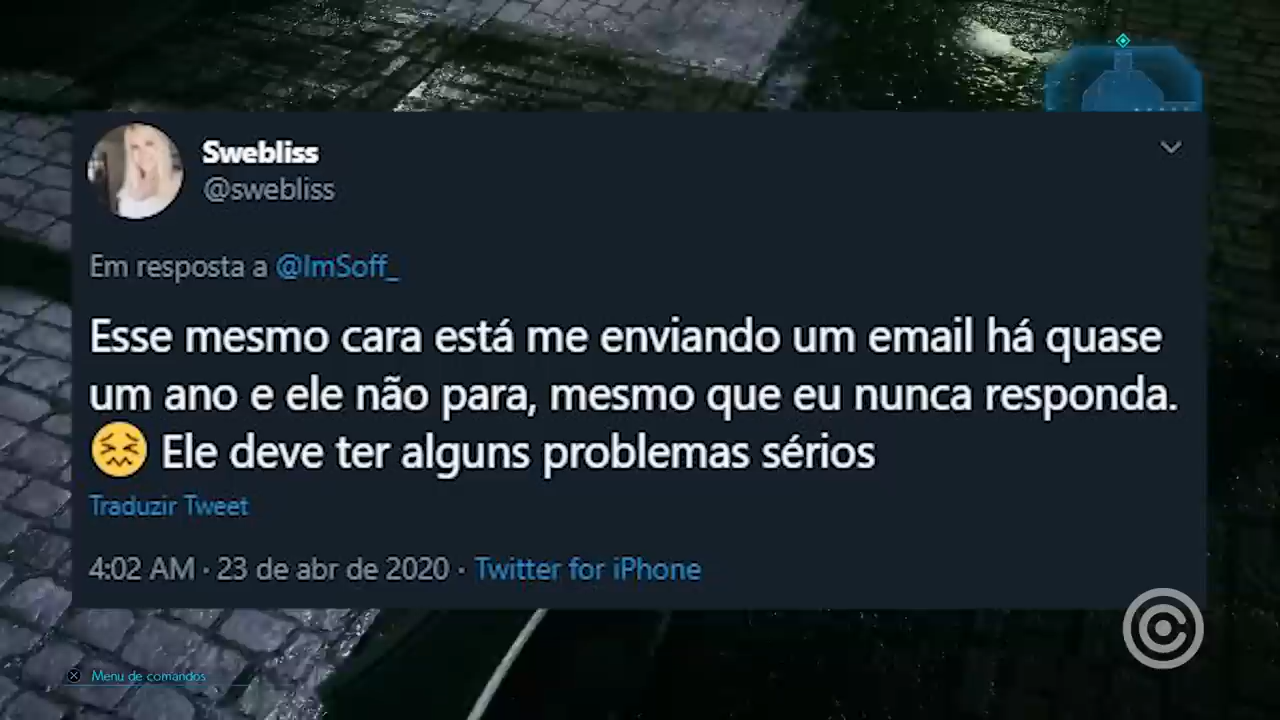 Swebliss
@swebliss
Em resposta a @ImSoff_
Esse mesmo cara está me enviando um email há quase
um ano e ele não para, mesmo que eu nunca responda.
😖 Ele deve ter alguns problemas sérios
Traduzir Tweet
4:02 AM · 23 de abr de 2020 · Twitter for iPhone
Menu de comandos